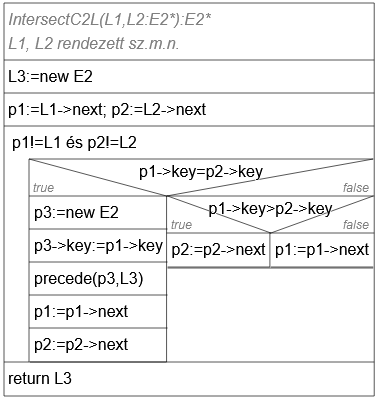 IntersectC2L(L1,L2:E2*):E2*
L1, L2 rendezett sz.m.n.
L3:=new E2
p1:=L1->next; p2:=L2->next
p1!=L1 és p2!=L2
p1->key=p2->key
true
false
p3:=new E2
p3->key:=p1->key
precede(p3,L3)
p1:=p1->next
p2:=p2->next
p1->key>p2->key
true
false
p2:=p2->next
p1:=p1->next
return L3